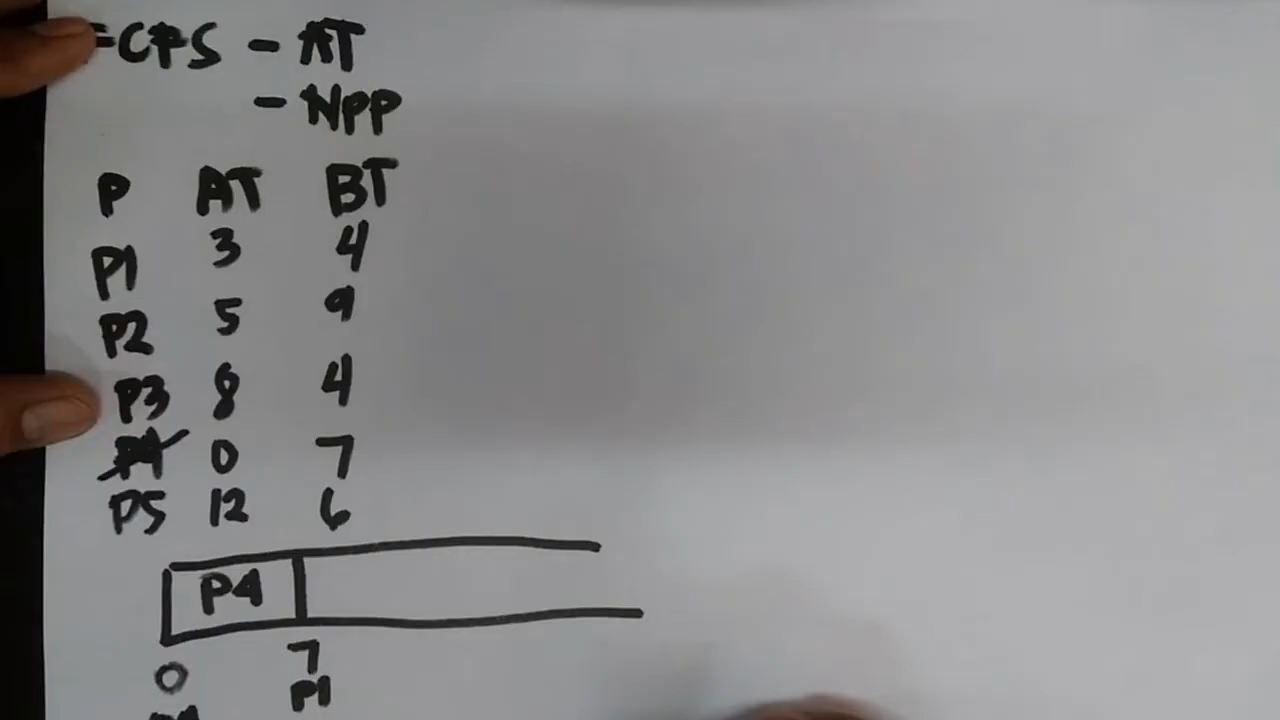 =CFS - AT
- NPP
P AT BT
P1 3 4
P2 5 9
P3 8 4
P4 0 7
P5 12 6
P4
0 7
P1